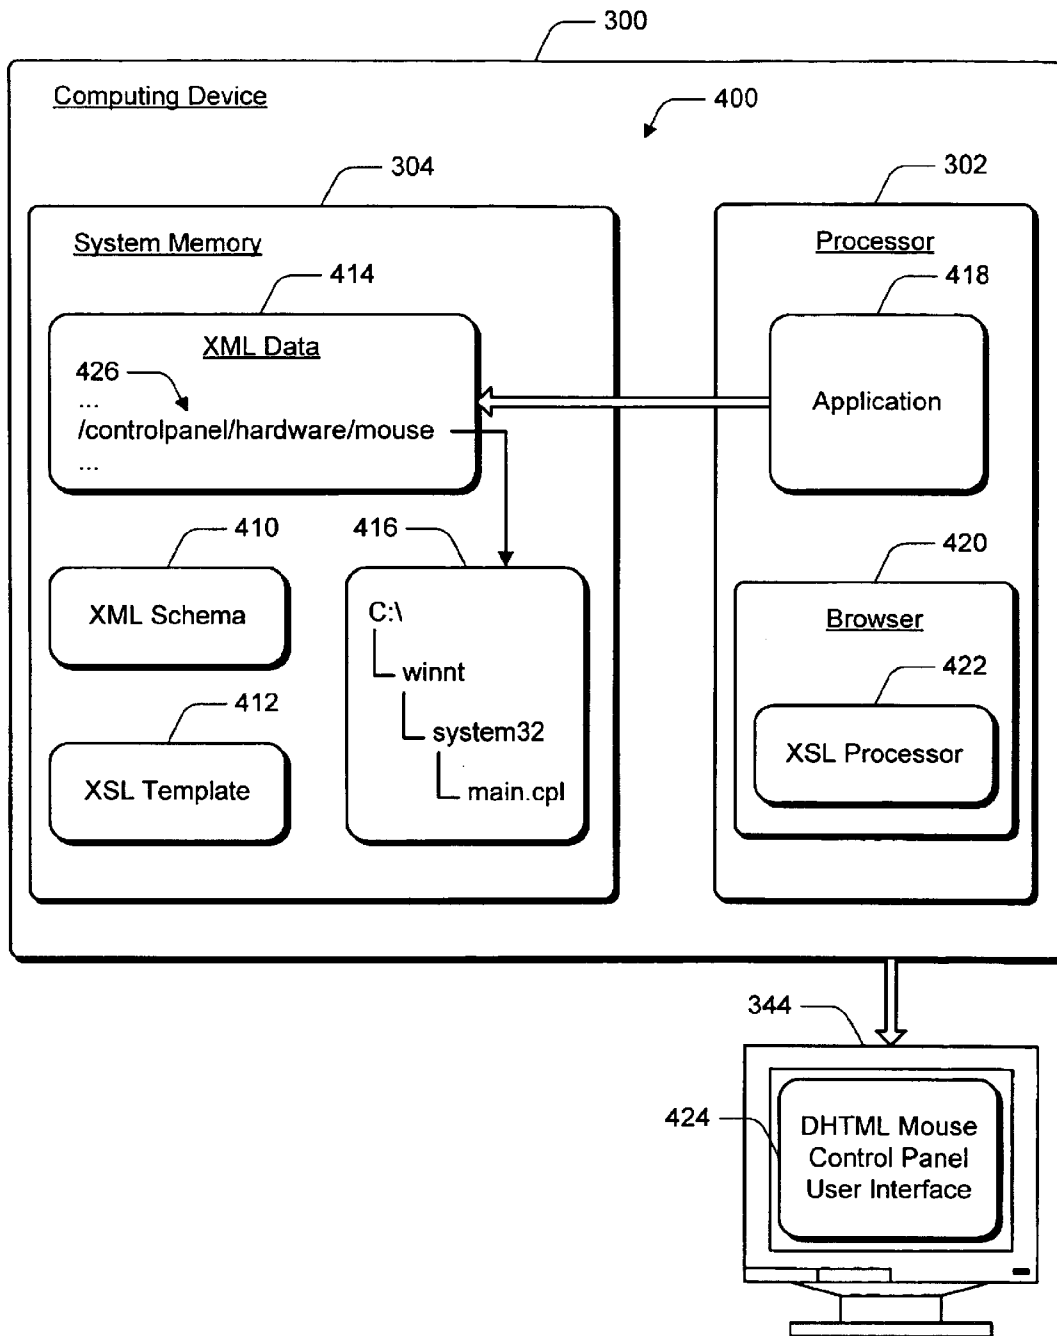 300
Computing Device
400
304
302
System Memory
Processor
414
418
XML Data
426
...
/controlpanel/hardware/mouse
...
Application
410
416
420
XML Schema
C:\
winnt
system32
main.cpl
Browser
422
412
XSL Processor
XSL Template
344
424
DHTML Mouse
Control Panel
User Interface